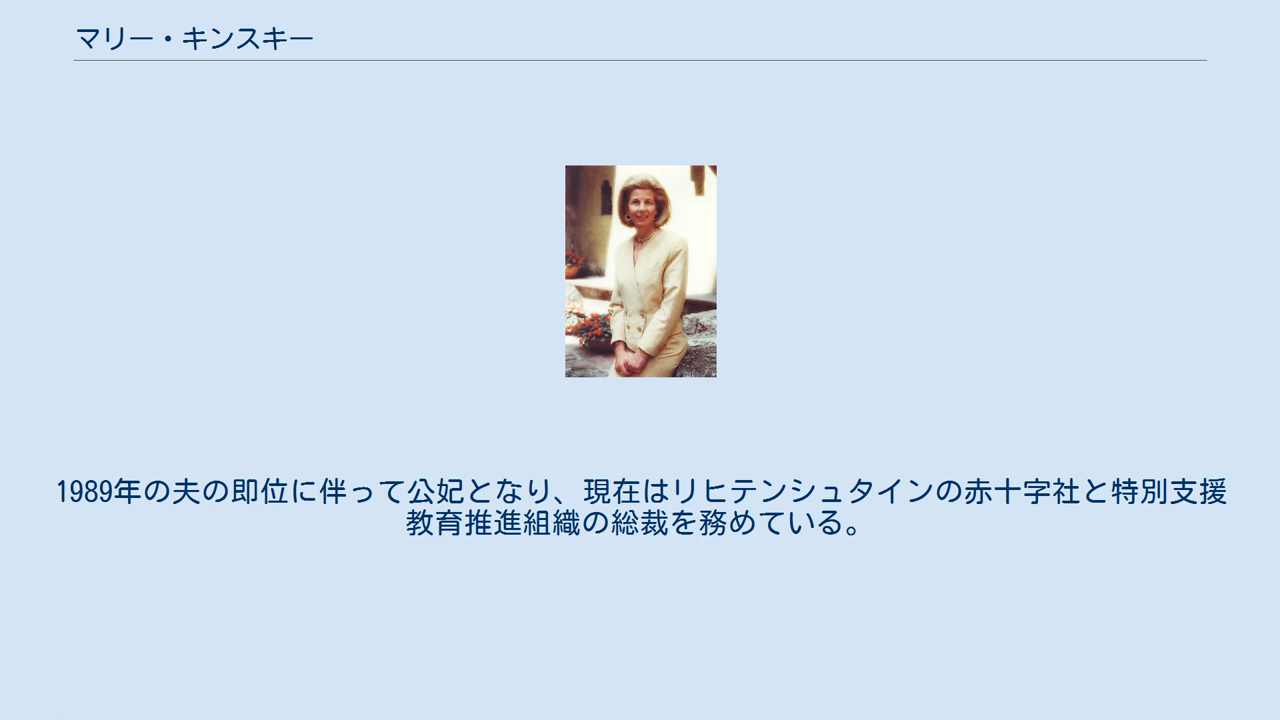 マリー・キンスキー
1989年の夫の即位に伴って公妃となり、現在はリヒテンシュタインの赤十字社と特別支援
教育推進組織の総裁を務めている。